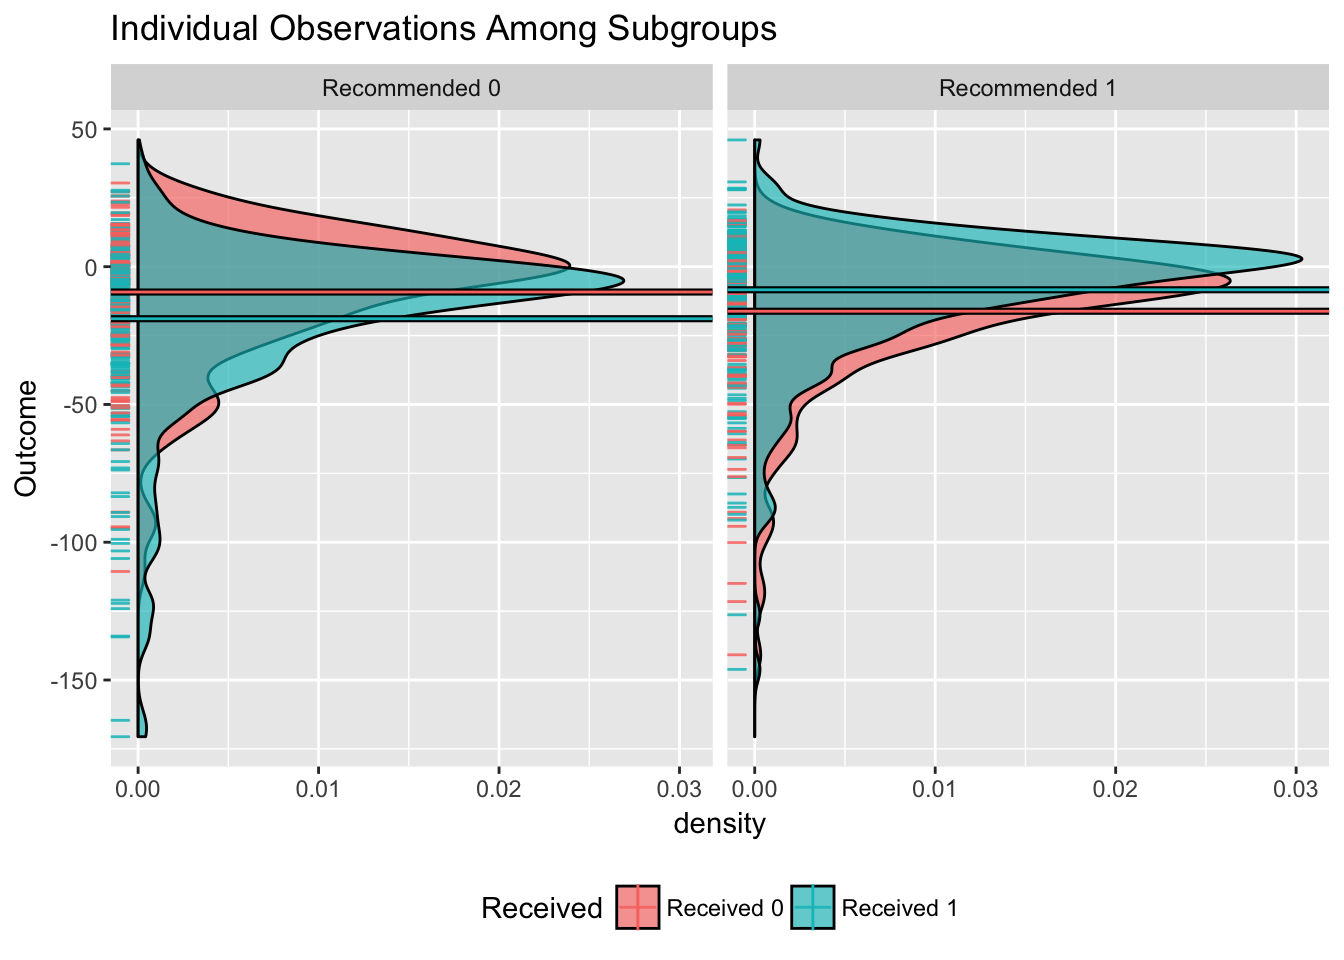 Individual Observations Among Subgroups
Recommended 0
Recommended 1
Outcome
50
0
-50
-100
-150
0.00 0.01 0.02 0.03
0.00 0.01 0.02 0.03
density
Received Received 0 Received 1